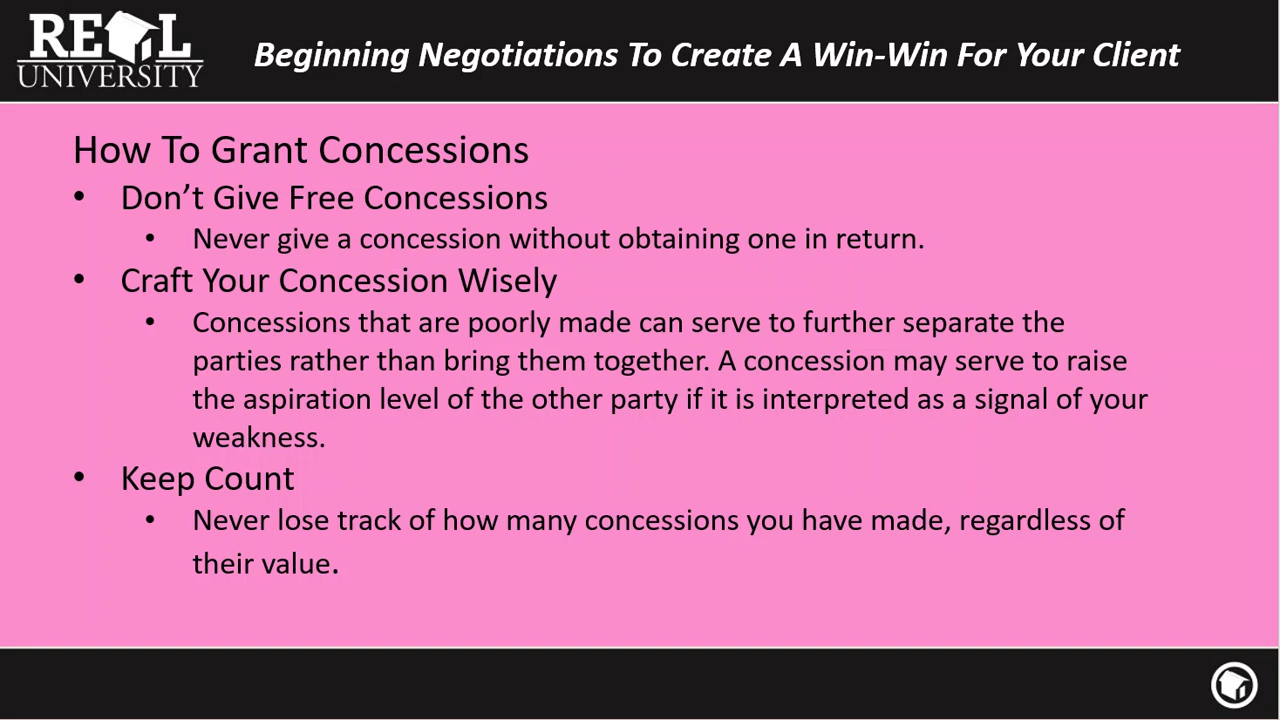 REAL
UNIVERSITY
Beginning Negotiations To Create A Win-Win For Your Client
How To Grant Concessions
• Don’t Give Free Concessions
• Never give a concession without obtaining one in return.
• Craft Your Concession Wisely
• Concessions that are poorly made can serve to further separate the
parties rather than bring them together. A concession may serve to raise
the aspiration level of the other party if it is interpreted as a signal of your
weakness.
• Keep Count
• Never lose track of how many concessions you have made, regardless of
their value.